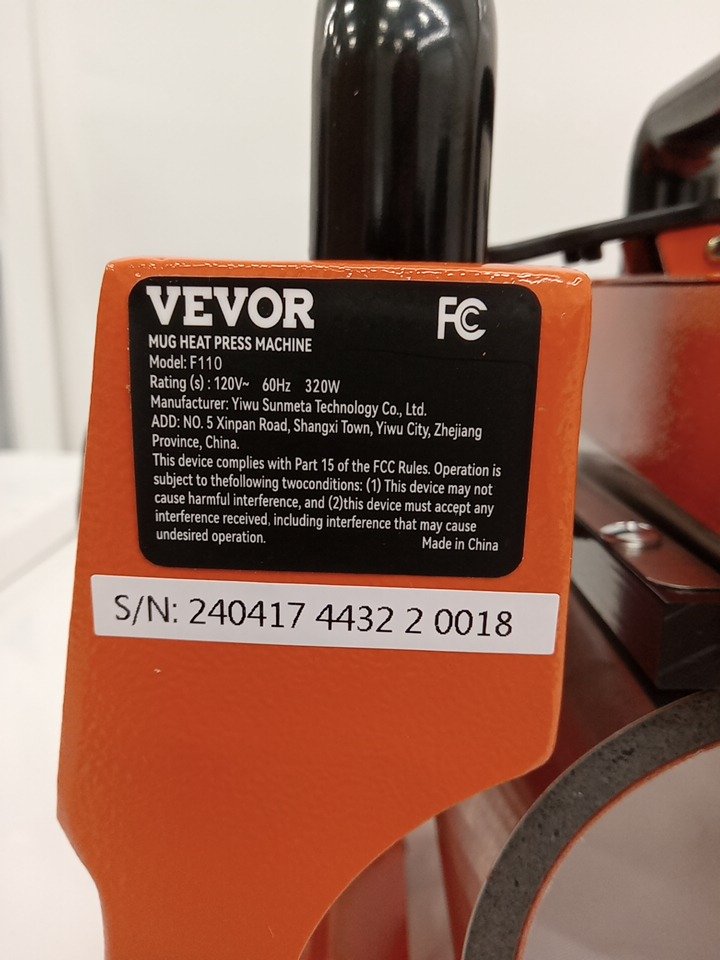 VEVOR
FC
MUG HEAT PRESS MACHINE
Model: F110
Rating (s) : 120V~ 60Hz 320W
Manufacturer: Yiwu Sunmeta Technology Co., Ltd.
ADD: NO. 5 Xinpan Road, Shangxi Town, Yiwu City, Zhejiang
Province, China.
This device complies with Part 15 of the FCC Rules. Operation is
subject to thefollowing twoconditions: (1) This device may not
cause harmful interference, and (2)this device must accept any
interference received, including interference that may cause
undesired operation.
Made in China
S/N: 240417 4432 2 0018